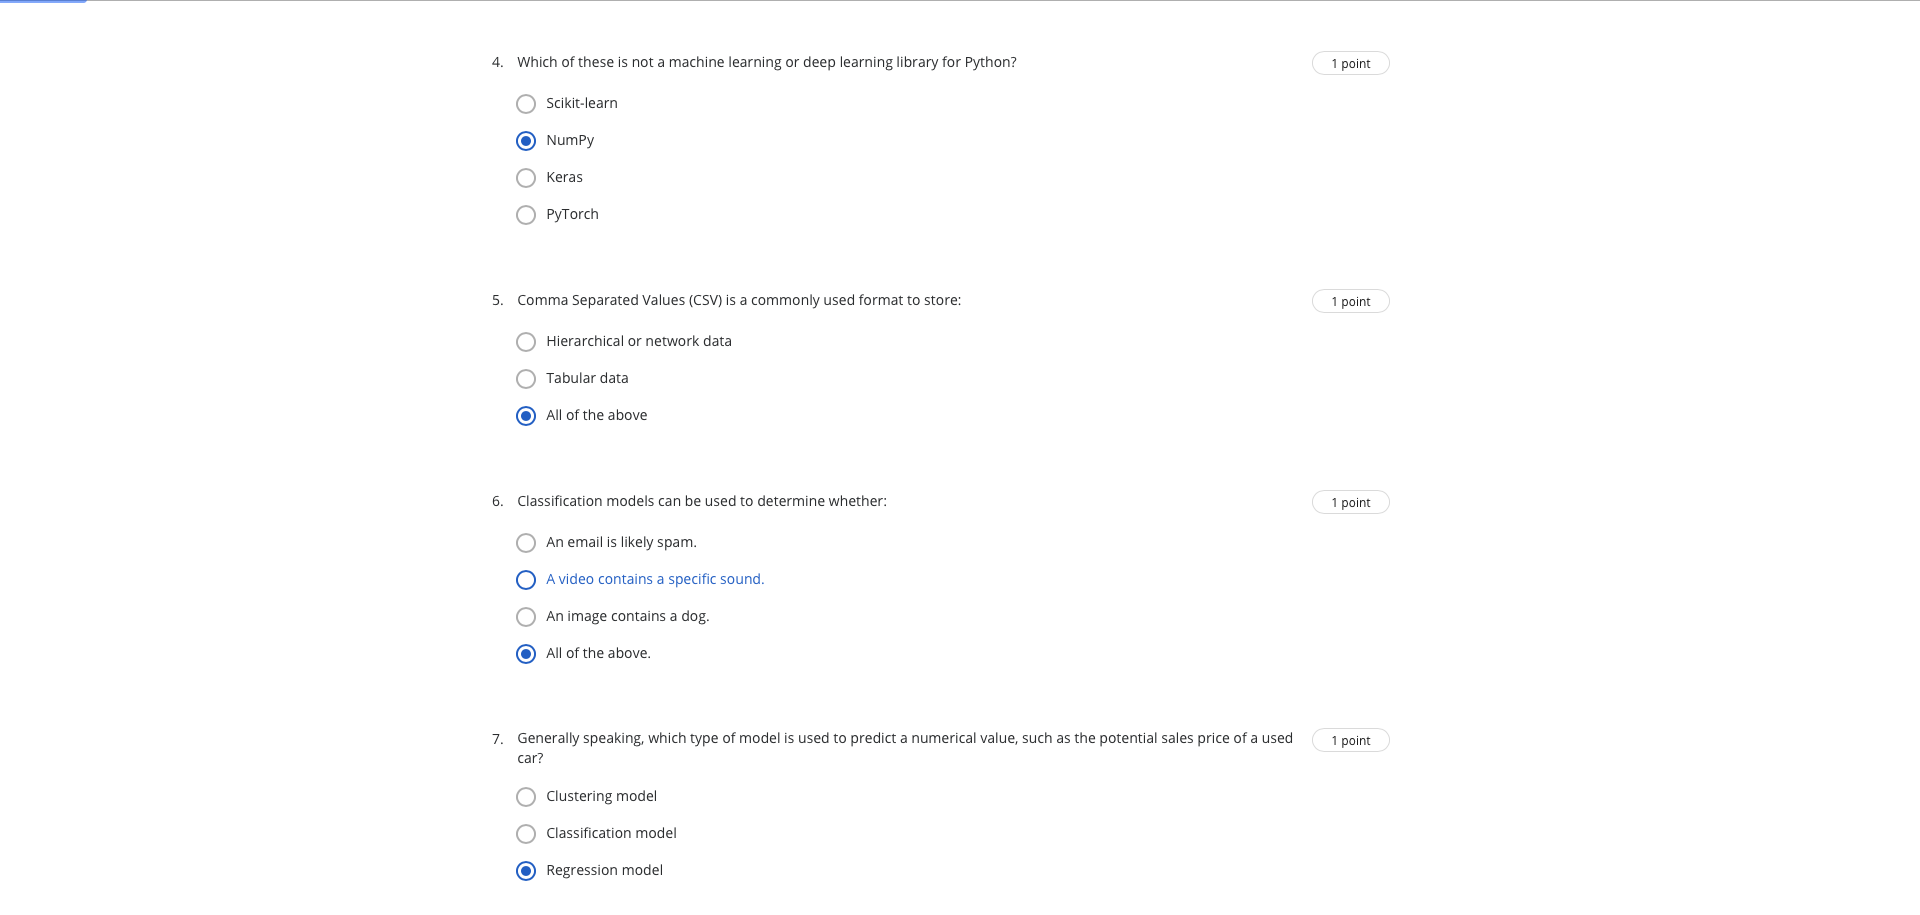 4. Which of these is not a machine learning or deep learning library for Python?
1 point
Scikit-learn
NumPy
Keras
PyTorch
5. Comma Separated Values (CSV) is a commonly used format to store:
1 point
Hierarchical or network data
Tabular data
All of the above
6. Classification models can be used to determine whether:
1 point
An email is likely spam.
A video contains a specific sound.
An image contains a dog.
All of the above.
7. Generally speaking, which type of model is used to predict a numerical value, such as the potential sales price of a used
car?
1 point
Clustering model
Classification model
Regression model